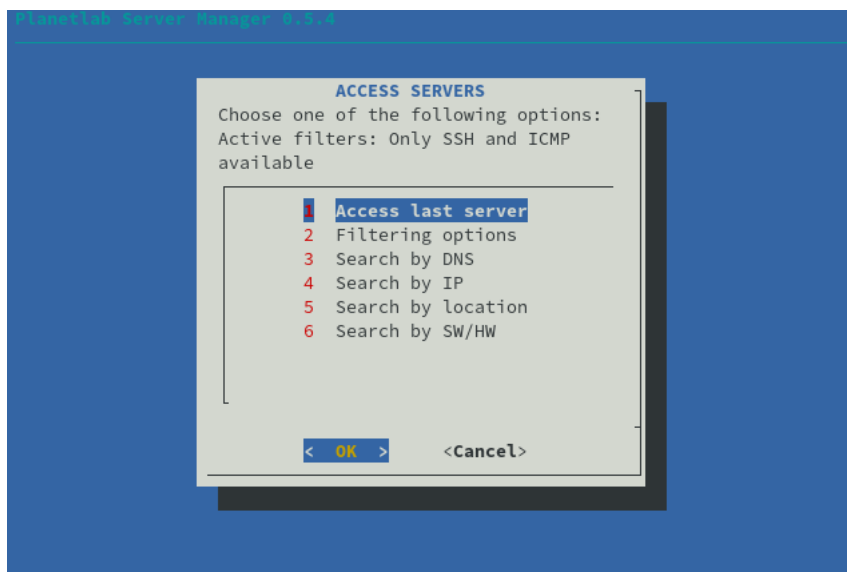 Planetlab Server Manager 0.5.4
ACCESS SERVERS
Choose one of the following options:
Active filters: Only SSH and ICMP
available
1 Access last server
2 Filtering options
3 Search by DNS
4 Search by IP
5 Search by location
6 Search by SW/HW
< OK > <Cancel>